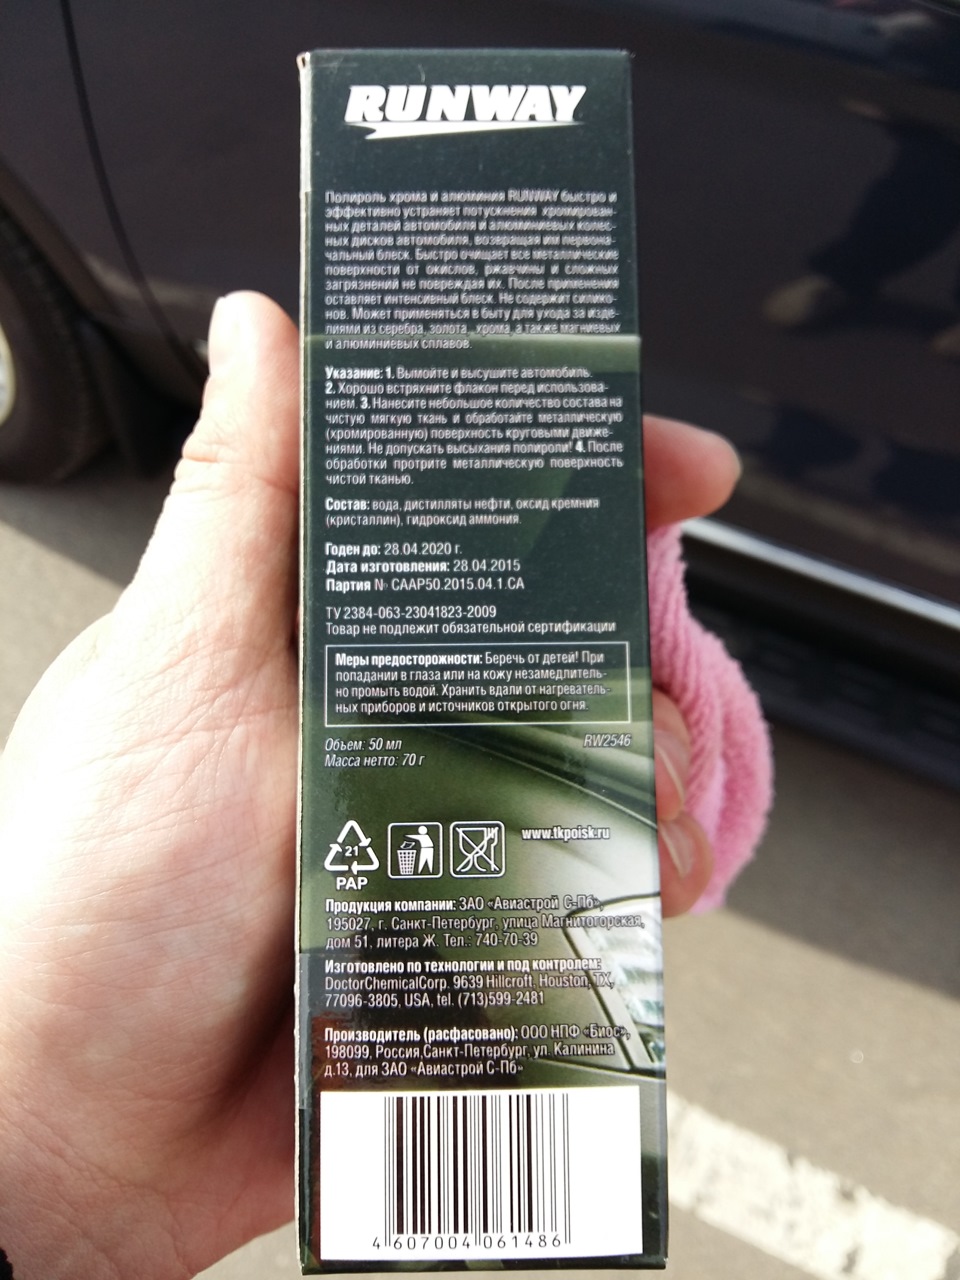 RUNWAY
Полироль хрома и алюминия RUNWAY быстро и
эффективно устраняет потускнения хромирован-
ных деталей автомобиля и алюминиевых колес-
ных дисков автомобиля, возвращая им первона-
чальный блеск. Быстро очищает все металлические
поверхности от окислов, ржавчины и сложных
загрязнений не повреждая их. После применения
оставляет интенсивный блеск. Не содержит силико-
нов. Может применяться в быту для ухода за изде-
лиями из серебра, золота, хрома, а также магниевых
и алюминиевых сплавов.
Указание: 1. Вымойте и высушите автомобиль.
2. Хорошо встряхните флакон перед использова-
нием. 3. Нанесите небольшое количество состава на
чистую мягкую ткань и обработайте металлическую
(хромированную) поверхность круговыми движе-
ниями. Не допускать высыхания полироли! 4. После
обработки протрите металлическую поверхность
чистой тканью.
Состав: вода, дистилляты нефти, оксид кремния
(кристаллин), гидроксид аммония.
Годен до: 28.04.2020 г.
Дата изготовления: 28.04.2015
Партия № CAAP50.2015.04.1.CA
ТУ 2384-063-23041823-2009
Товар не подлежит обязательной сертификации
Меры предосторожности: Беречь от детей! При
попадании в глаза или на кожу незамедлитель-
но промыть водой. Хранить вдали от нагреватель-
ных приборов и источников открытого огня.
Объем: 50 мл
RW2546
Масса нетто: 70 г
21
PAP
www.tkpoisk.ru
Продукция компании: ЗАО «Авиастрой С-Пб»,
195027, г. Санкт-Петербург, улица Магнитогорская,
дом 51, литера Ж. Тел.: 740-70-39
Изготовлено по технологии и под контролем:
DoctorChemicalCorp. 9639 Hillcroft, Houston, TX,
77096-3805, USA, tel. (713)599-2481
Производитель (расфасовано): ООО НПФ «Биос»,
198099, Россия,Санкт-Петербург, ул. Калинина
д.13, для ЗАО «Авиастрой С-Пб»
4 607004 061486